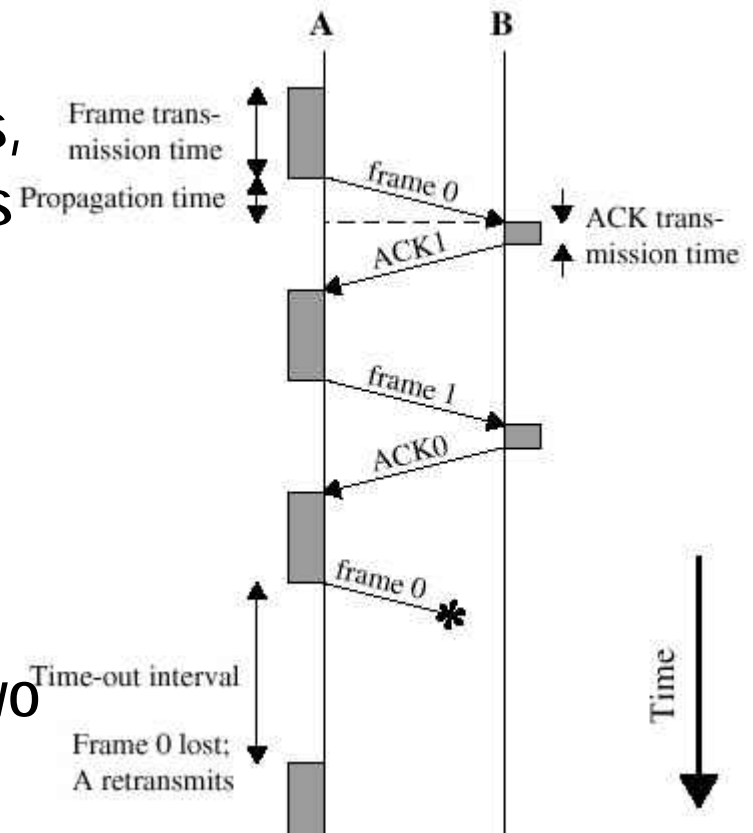 A
B
Frame trans-
mission time
s,
s
Propagation time
frame 0
ACK trans-
mission time
ACK1
frame 1
ACK0
frame 0
Time-out interval
Frame 0 lost;
A retransmits
Time